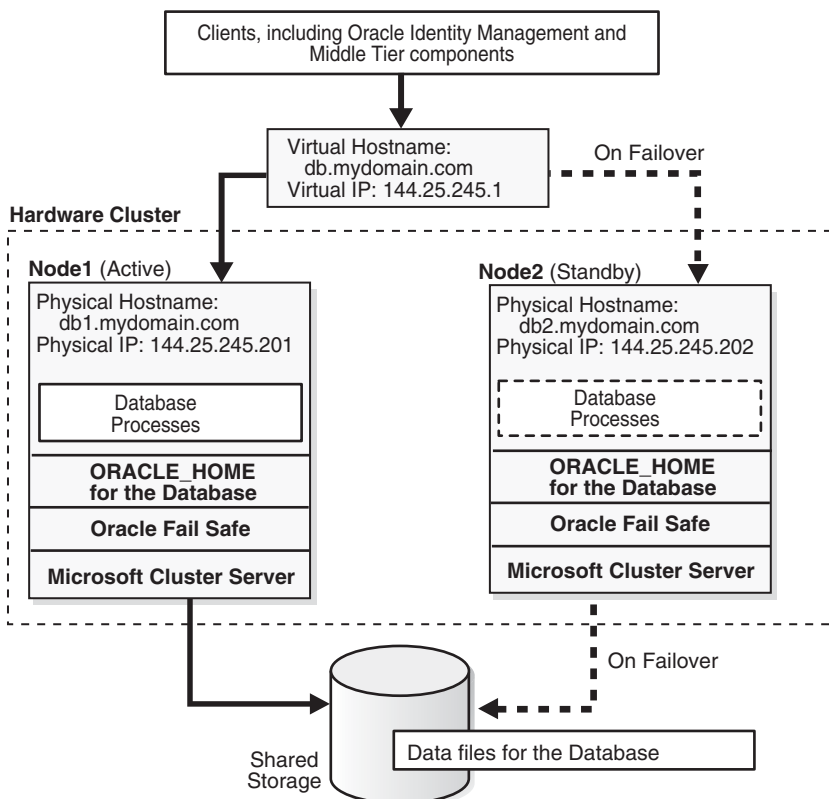 Clients, including Oracle Identity Management and
Middle Tier components
Virtual Hostname:
db.mydomain.com
Virtual IP: 144.25.245.1
On Failover
Hardware Cluster
Node1 (Active)
Physical Hostname:
db1.mydomain.com
Physical IP: 144.25.245.201
Database
Processes
ORACLE_HOME
for the Database
Oracle Fail Safe
Microsoft Cluster Server
Node2 (Standby)
Physical Hostname:
db2.mydomain.com
Physical IP: 144.25.245.202
Database
Processes
ORACLE_HOME
for the Database
Oracle Fail Safe
Microsoft Cluster Server
On Failover
Shared
Storage
Data files for the Database